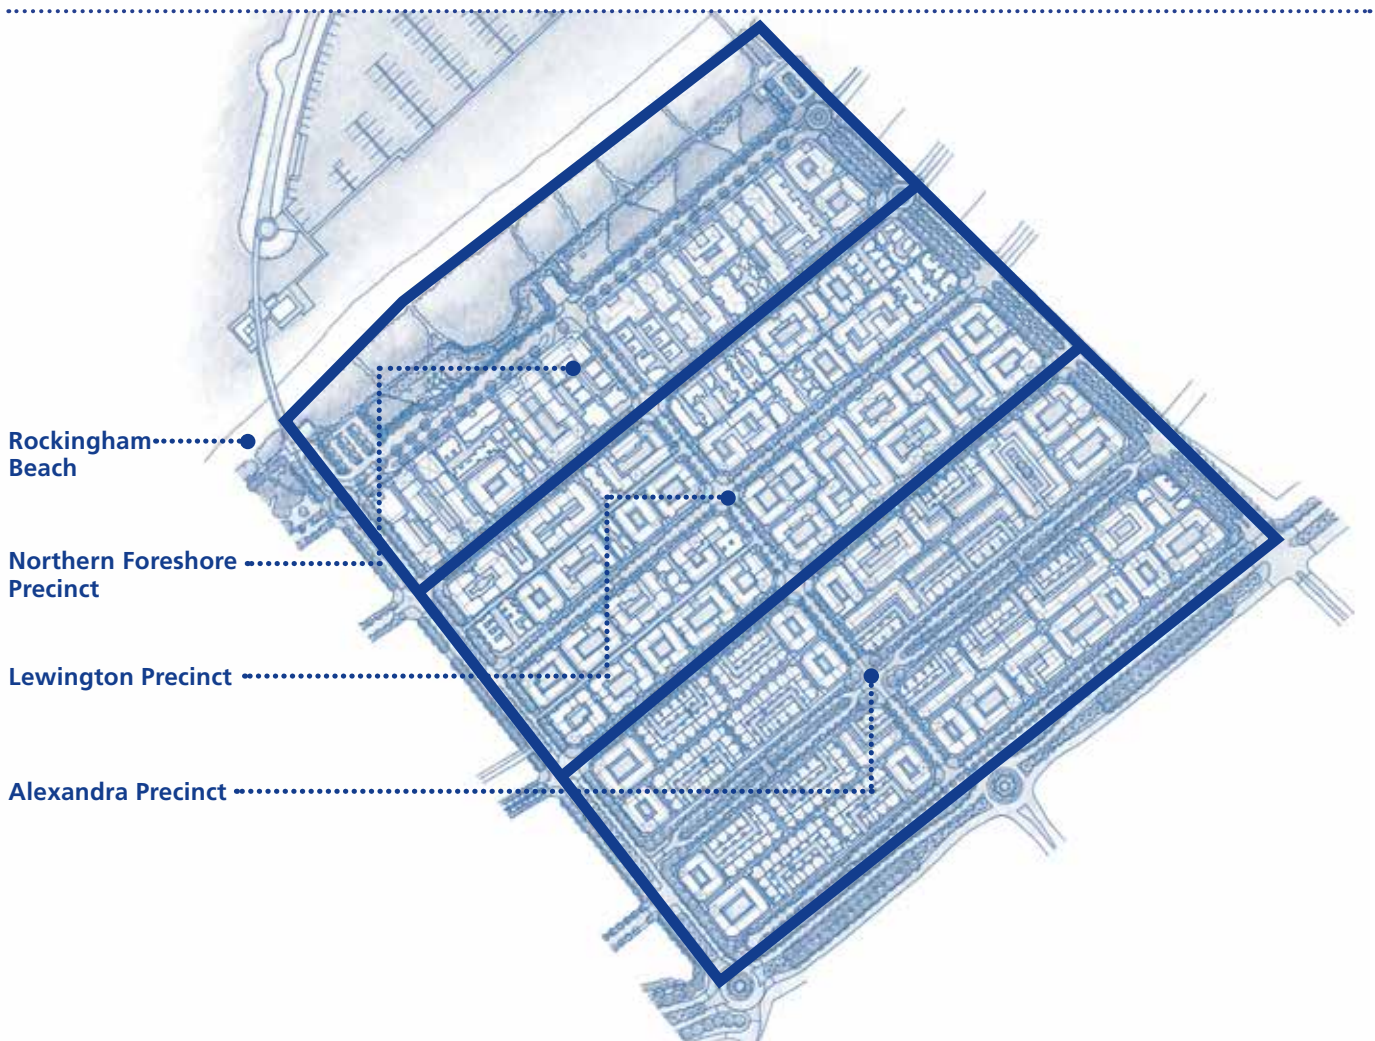 Rockingham
Beach
Northern Foreshore
Precinct
Lewington Precinct
Alexandra Precinct